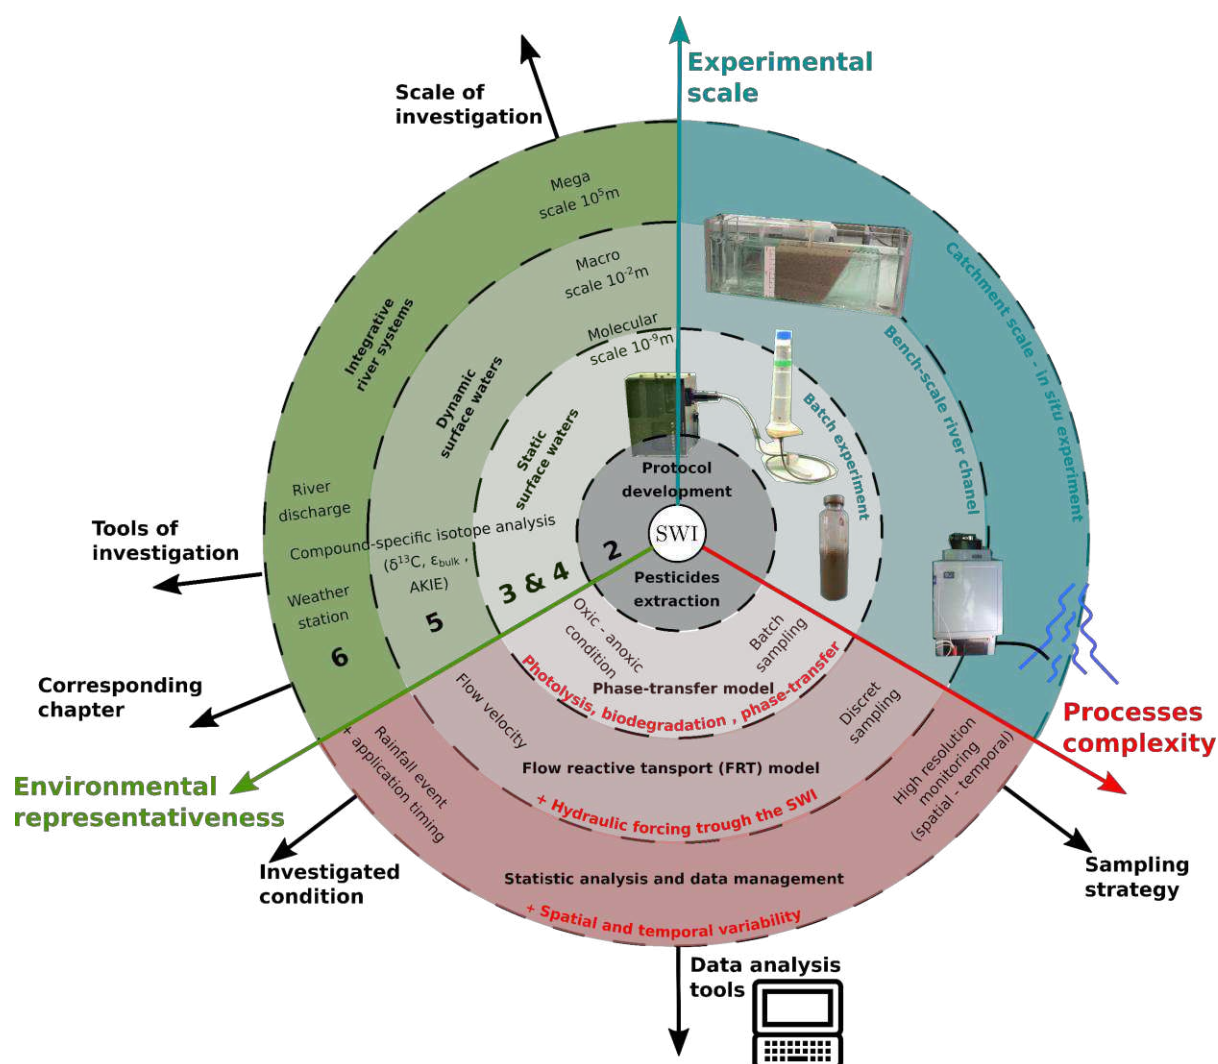 Experimental
scale
Scale of
investigation
Mega
scale 10⁵m
Macro
scale 10⁻²m
Molecular
scale 10⁻⁹m
Integrative
river systems
Dynamic
surface waters
Static
surface waters
Catchment scale - in situ experiment
Bench-scale river channel
Batch experiment
Protocol
development
SWI
Pesticides
extraction
River
discharge
Compound-specific isotope analysis
(δ¹³C, εbulk ,
AKIE)
Weather
station
2
3 & 4
5
6
Tools of
investigation
Corresponding
chapter
Environmental
representativeness
Investigated
condition
Oxic - anoxic
condition
Batch
sampling
Phase-transfer model
Photolysis, biodegradation , phase-transfer
Flow velocity
Discret
sampling
Flow reactive tansport (FRT) model
+ Hydraulic forcing trough the SWI
Rainfall event
+ application timing
High resolution
monitoring
(spatial - temporal)
Statistic analysis and data management
+ Spatial and temporal variability
Processes
complexity
Sampling
strategy
Data analysis
tools